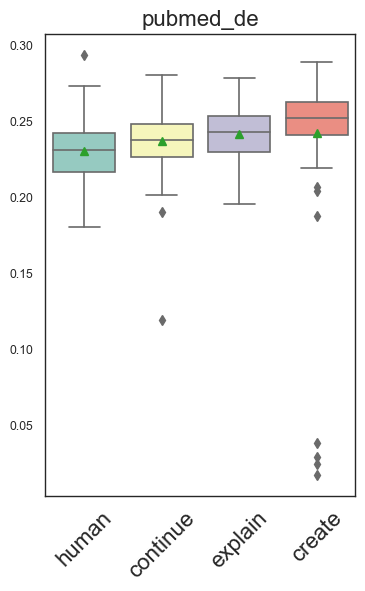 pubmed_de
0.30
0.25
0.20
0.15
0.10
0.05
human
continue
explain
create